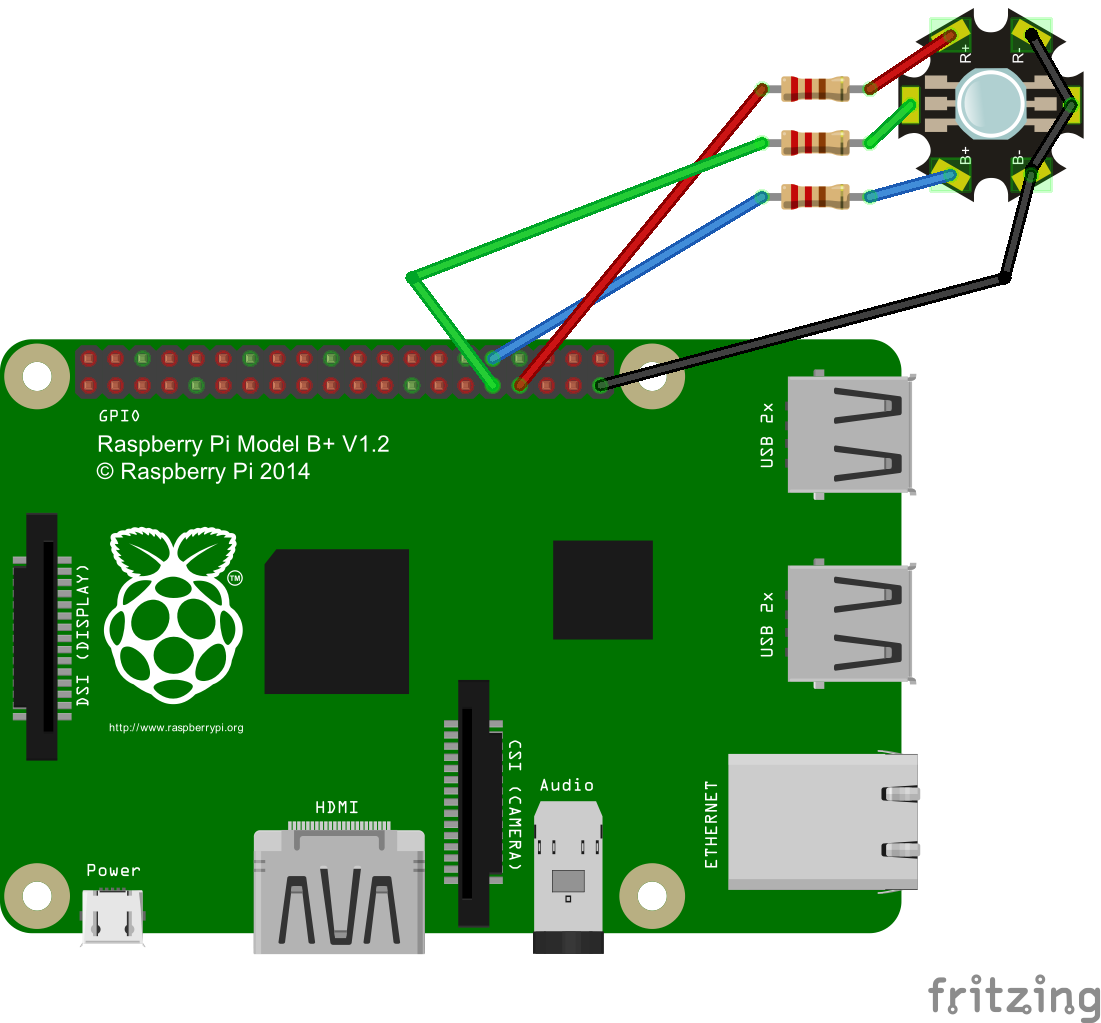 R+
R-
B+
B-
GPIO
Raspberry Pi Model B+ V1.2
© Raspberry Pi 2014
USB 2x
DSI (DISPLAY)
TM
USB 2x
http://www.raspberrypi.org
CSI (CAMERA)
Audio
ETHERNET
HDMI
Power
fritzing